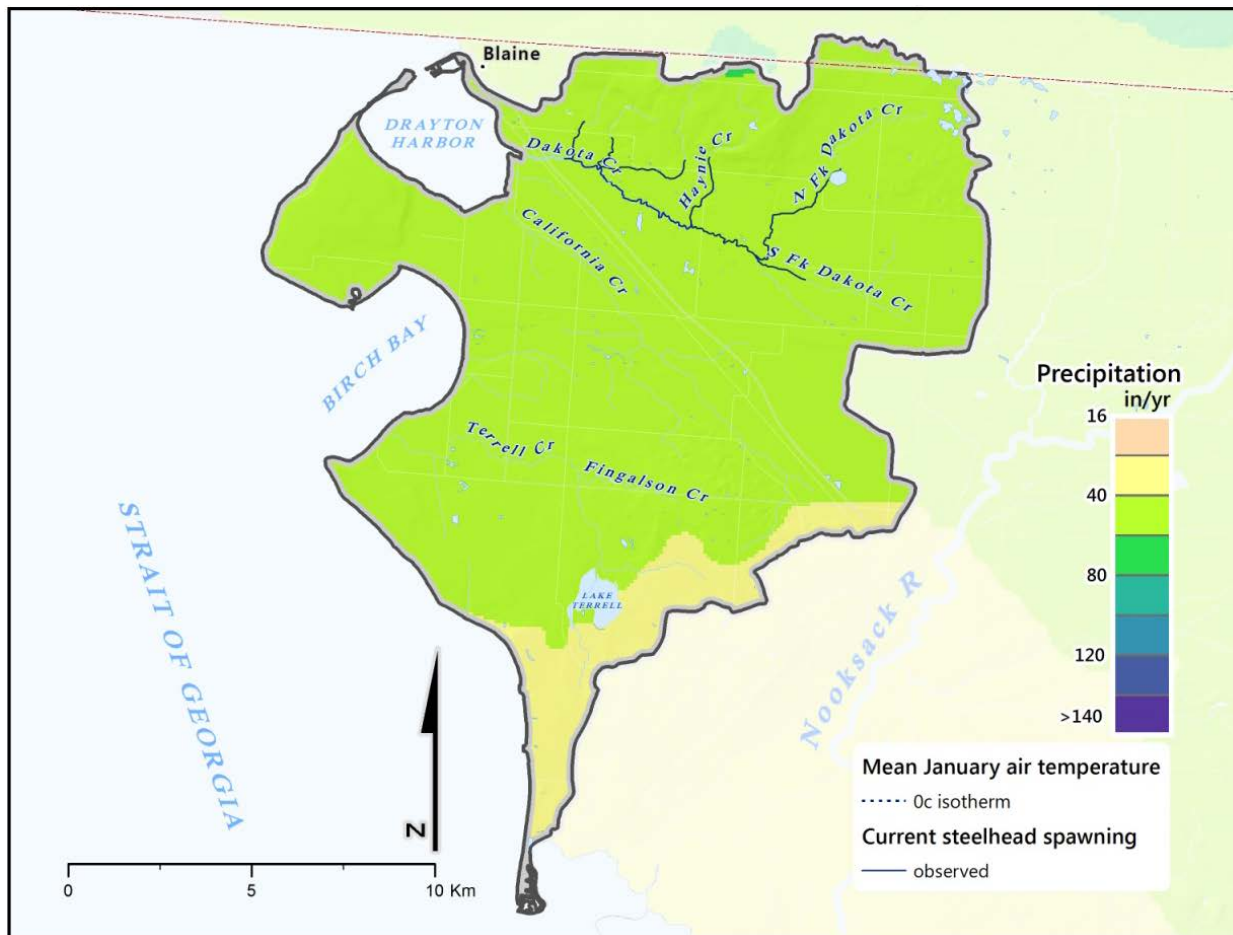 Blaine
DRAYTON
HARBOR
Dakota Cr
Haynie Cr
N Fk Dakota Cr
California Cr
S Fk Dakota Cr
BIRCH BAY
Terrell Cr
Fingalson Cr
LAKE
TERRELL
STRAIT OF GEORGIA
Nooksack R
N
0
5
10 Km
Precipitation
in/yr
16
40
80
120
>140
Mean January air temperature
0c isotherm
Current steelhead spawning
observed